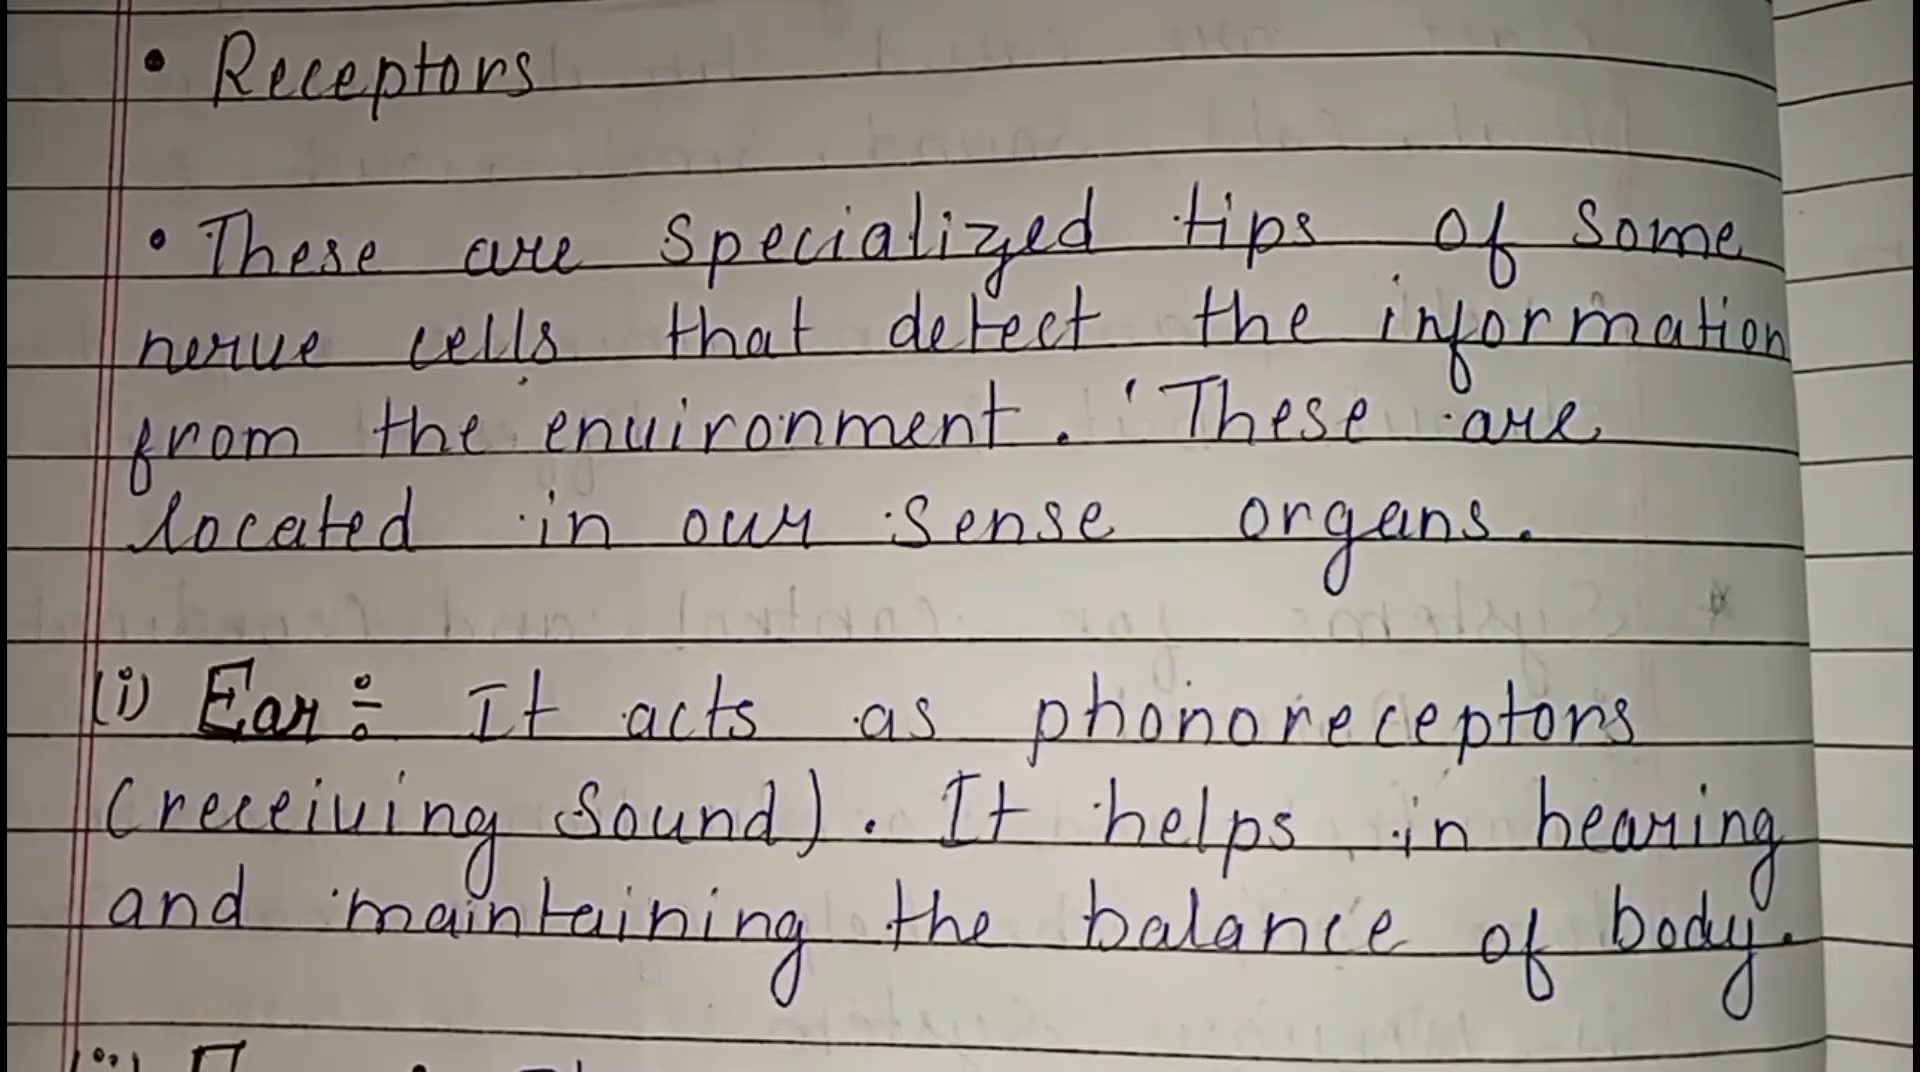 • Receptors
• These are specialized tips of some
nerve cells that detect the information
from the environment. These are
located in our sense organs.
(i) Ear ÷ It acts as phonoreceptors
(receiving sound). It helps in hearing
and maintaining the balance of body.